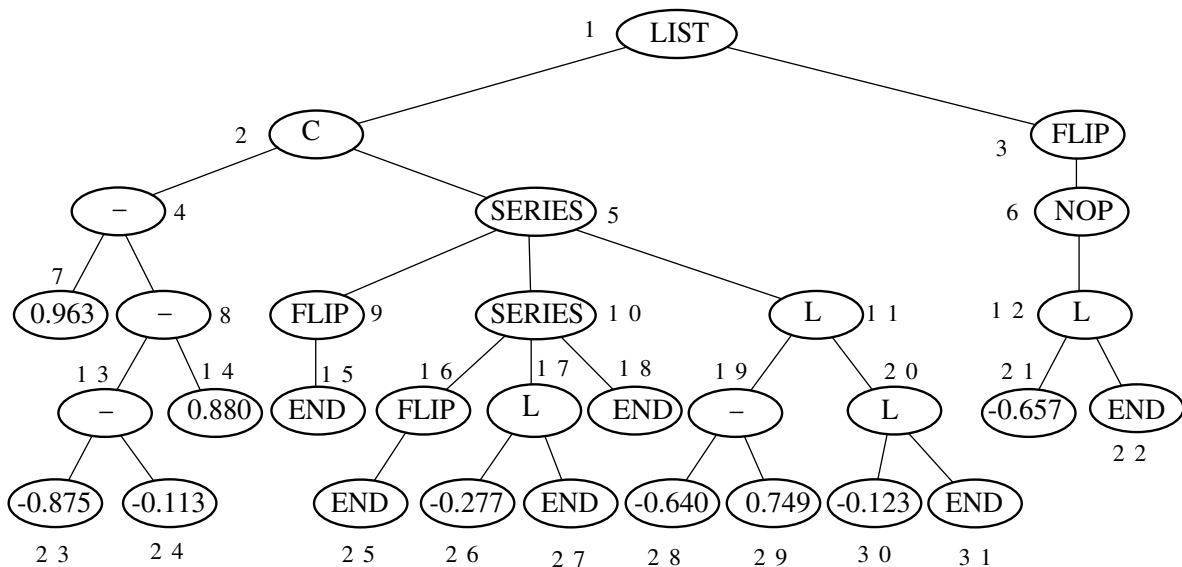 1 LIST
2 C
3 FLIP
– 4
SERIES 5
6 NOP
7
0.963
– 8
FLIP 9
SERIES 10
L 11
12 L
13
14
15
16
17
18
19
20
21
– 0.880
END
FLIP
L
END
–
L
-0.657
END
22
-0.875
-0.113
END
-0.277
END
-0.640
0.749
-0.123
END
23
24
25
26
27
28
29
30
31